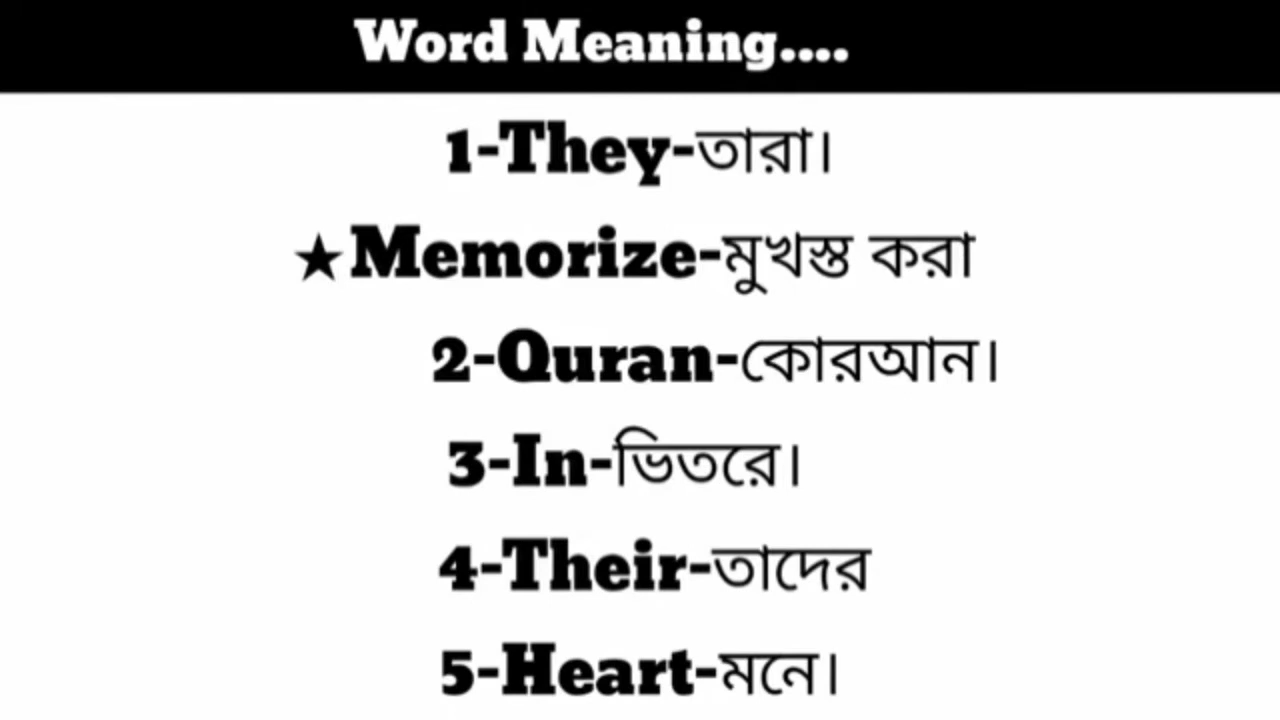 Word Meaning....
1-They-তারা।
★Memorize-মুখস্ত করা
2-Quran-কোরআন।
3-In-ভিতরে।
4-Their-তাদের
5-Heart-মনে।